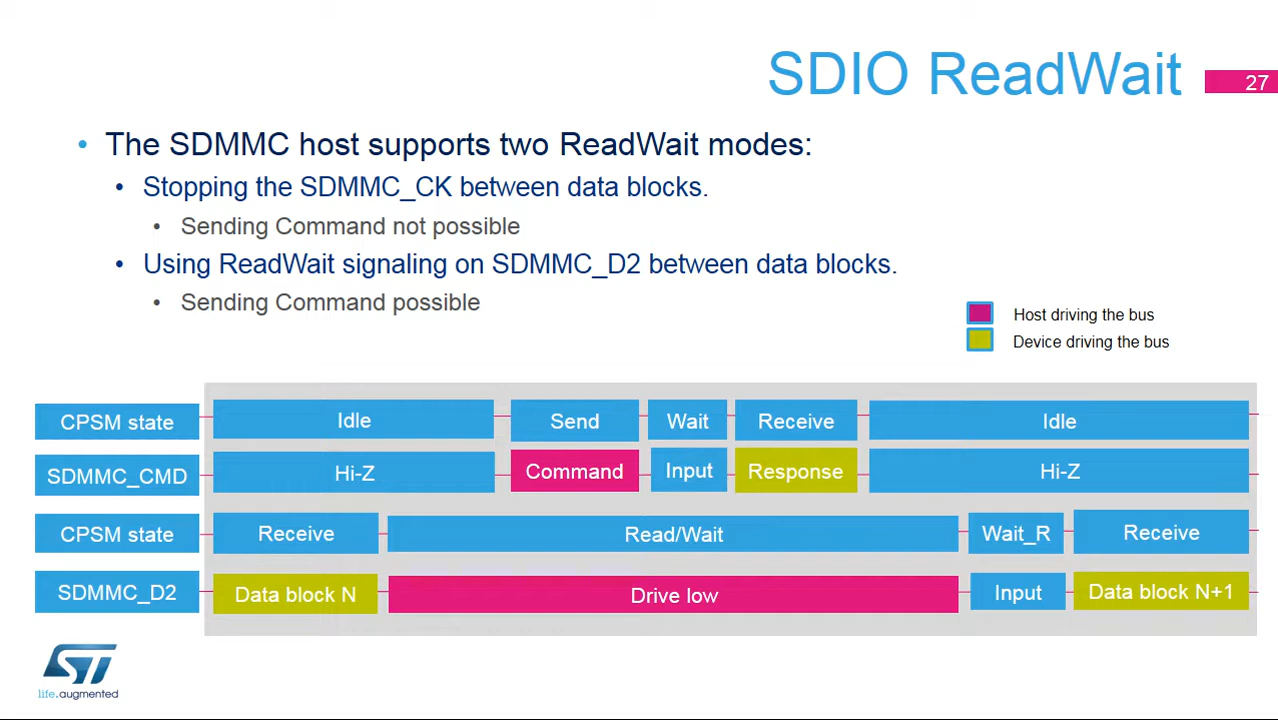 SDIO ReadWait
27
• The SDMMC host supports two ReadWait modes:
• Stopping the SDMMC_CK between data blocks.
• Sending Command not possible
• Using ReadWait signaling on SDMMC_D2 between data blocks.
• Sending Command possible
Host driving the bus
Device driving the bus
CPSM state Idle Send Wait Receive Idle
SDMMC_CMD Hi-Z Command Input Response Hi-Z
CPSM state Receive Read/Wait Wait_R Receive
SDMMC_D2 Data block N Drive low Input Data block N+1
ST
life.augmented